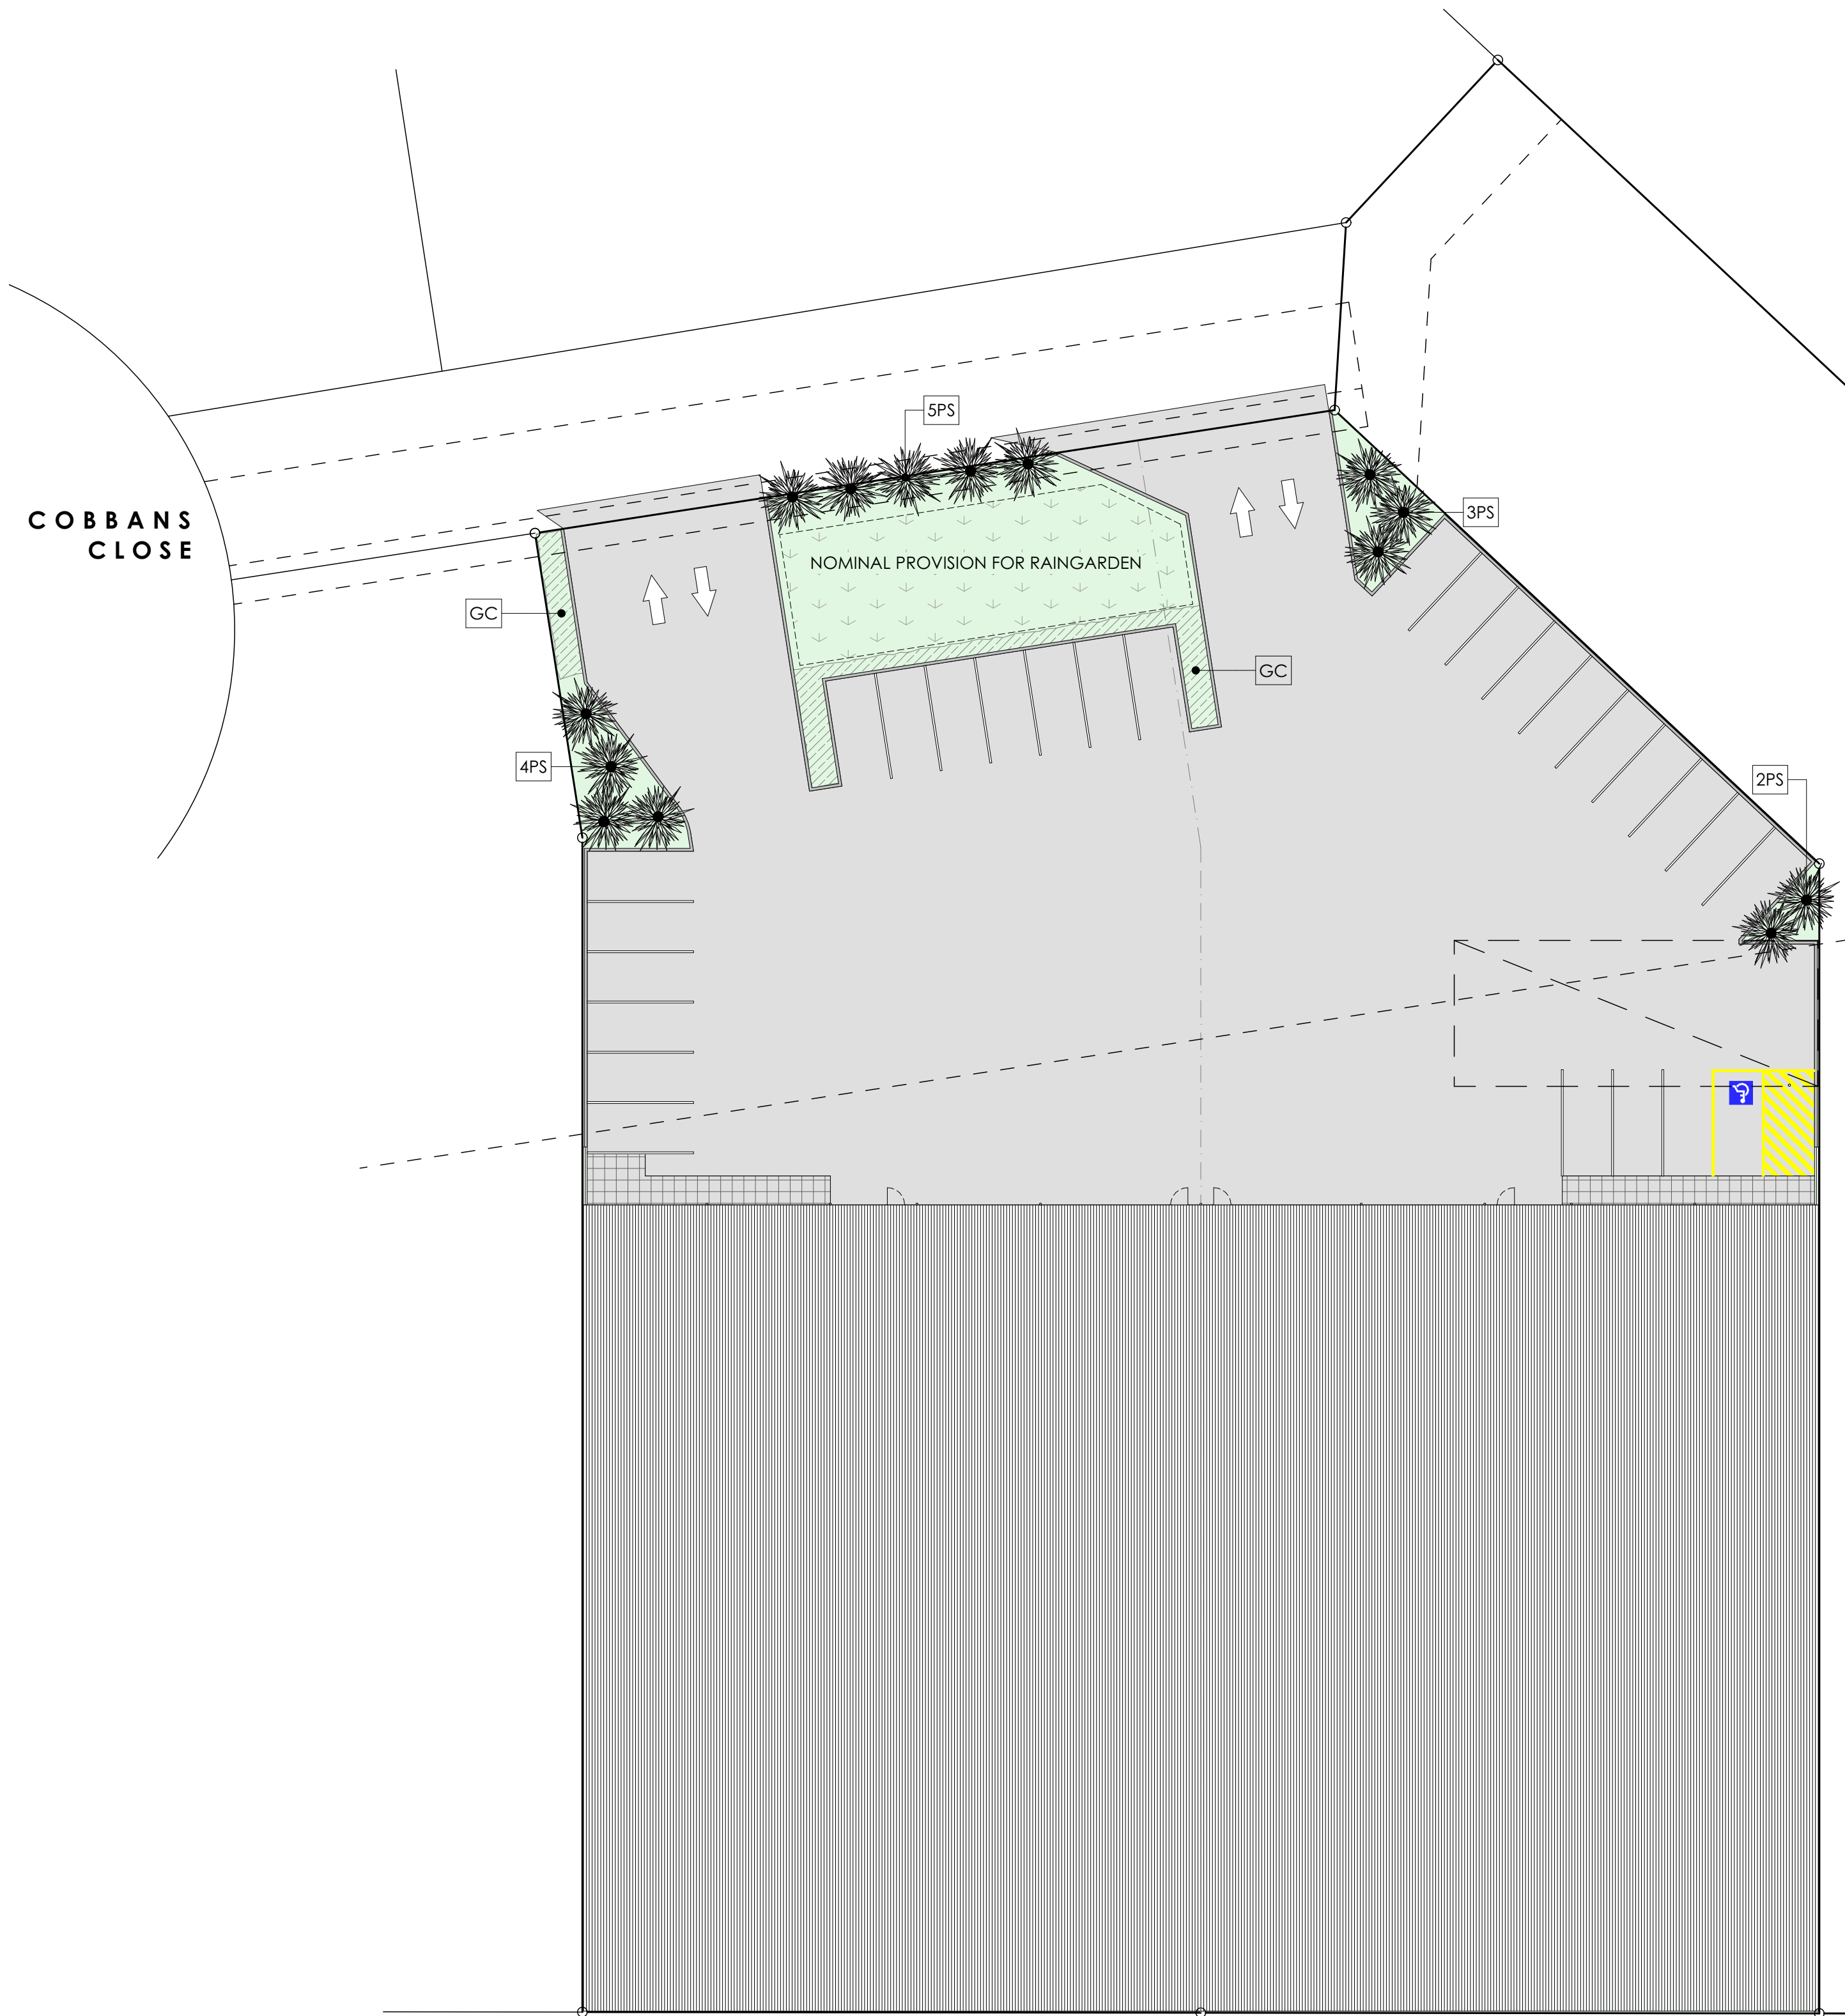 5PS
3PS
COBBANS
CLOSE
NOMINAL PROVISION FOR RAINGARDEN
GC
GC
4PS
2PS